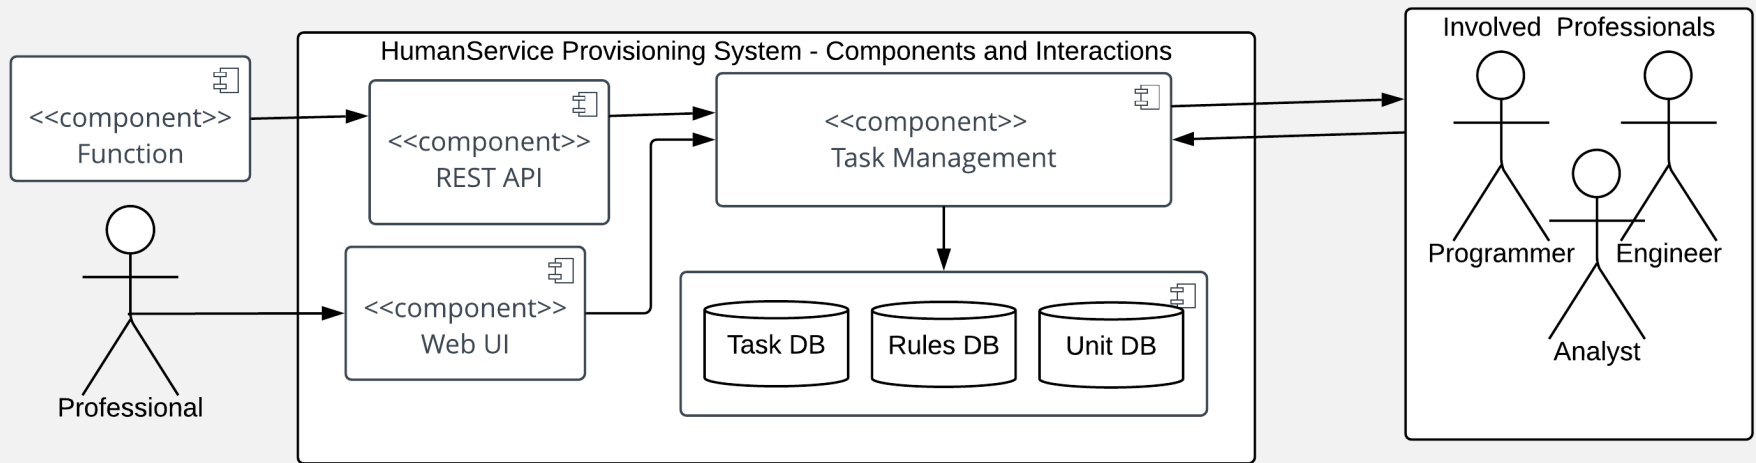 HumanService Provisioning System - Components and Interactions
Involved Professionals
<<component>>
Function
<<component>>
REST API
<<component>>
Task Management
Professional
<<component>>
Web UI
Task DB
Rules DB
Unit DB
Programmer
Engineer
Analyst